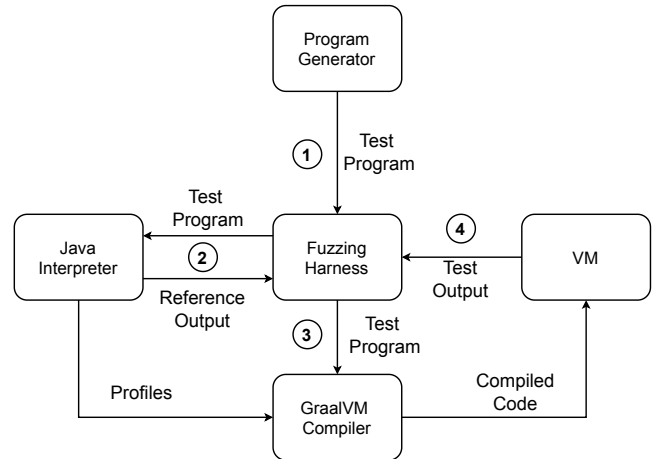 Program
Generator
1
Test
Program
Test
Program
4
Java
Interpreter
2
Fuzzing
Harness
VM
Test
Output
Reference
Output
3
Test
Program
Profiles
GraalVM
Compiler
Compiled
Code